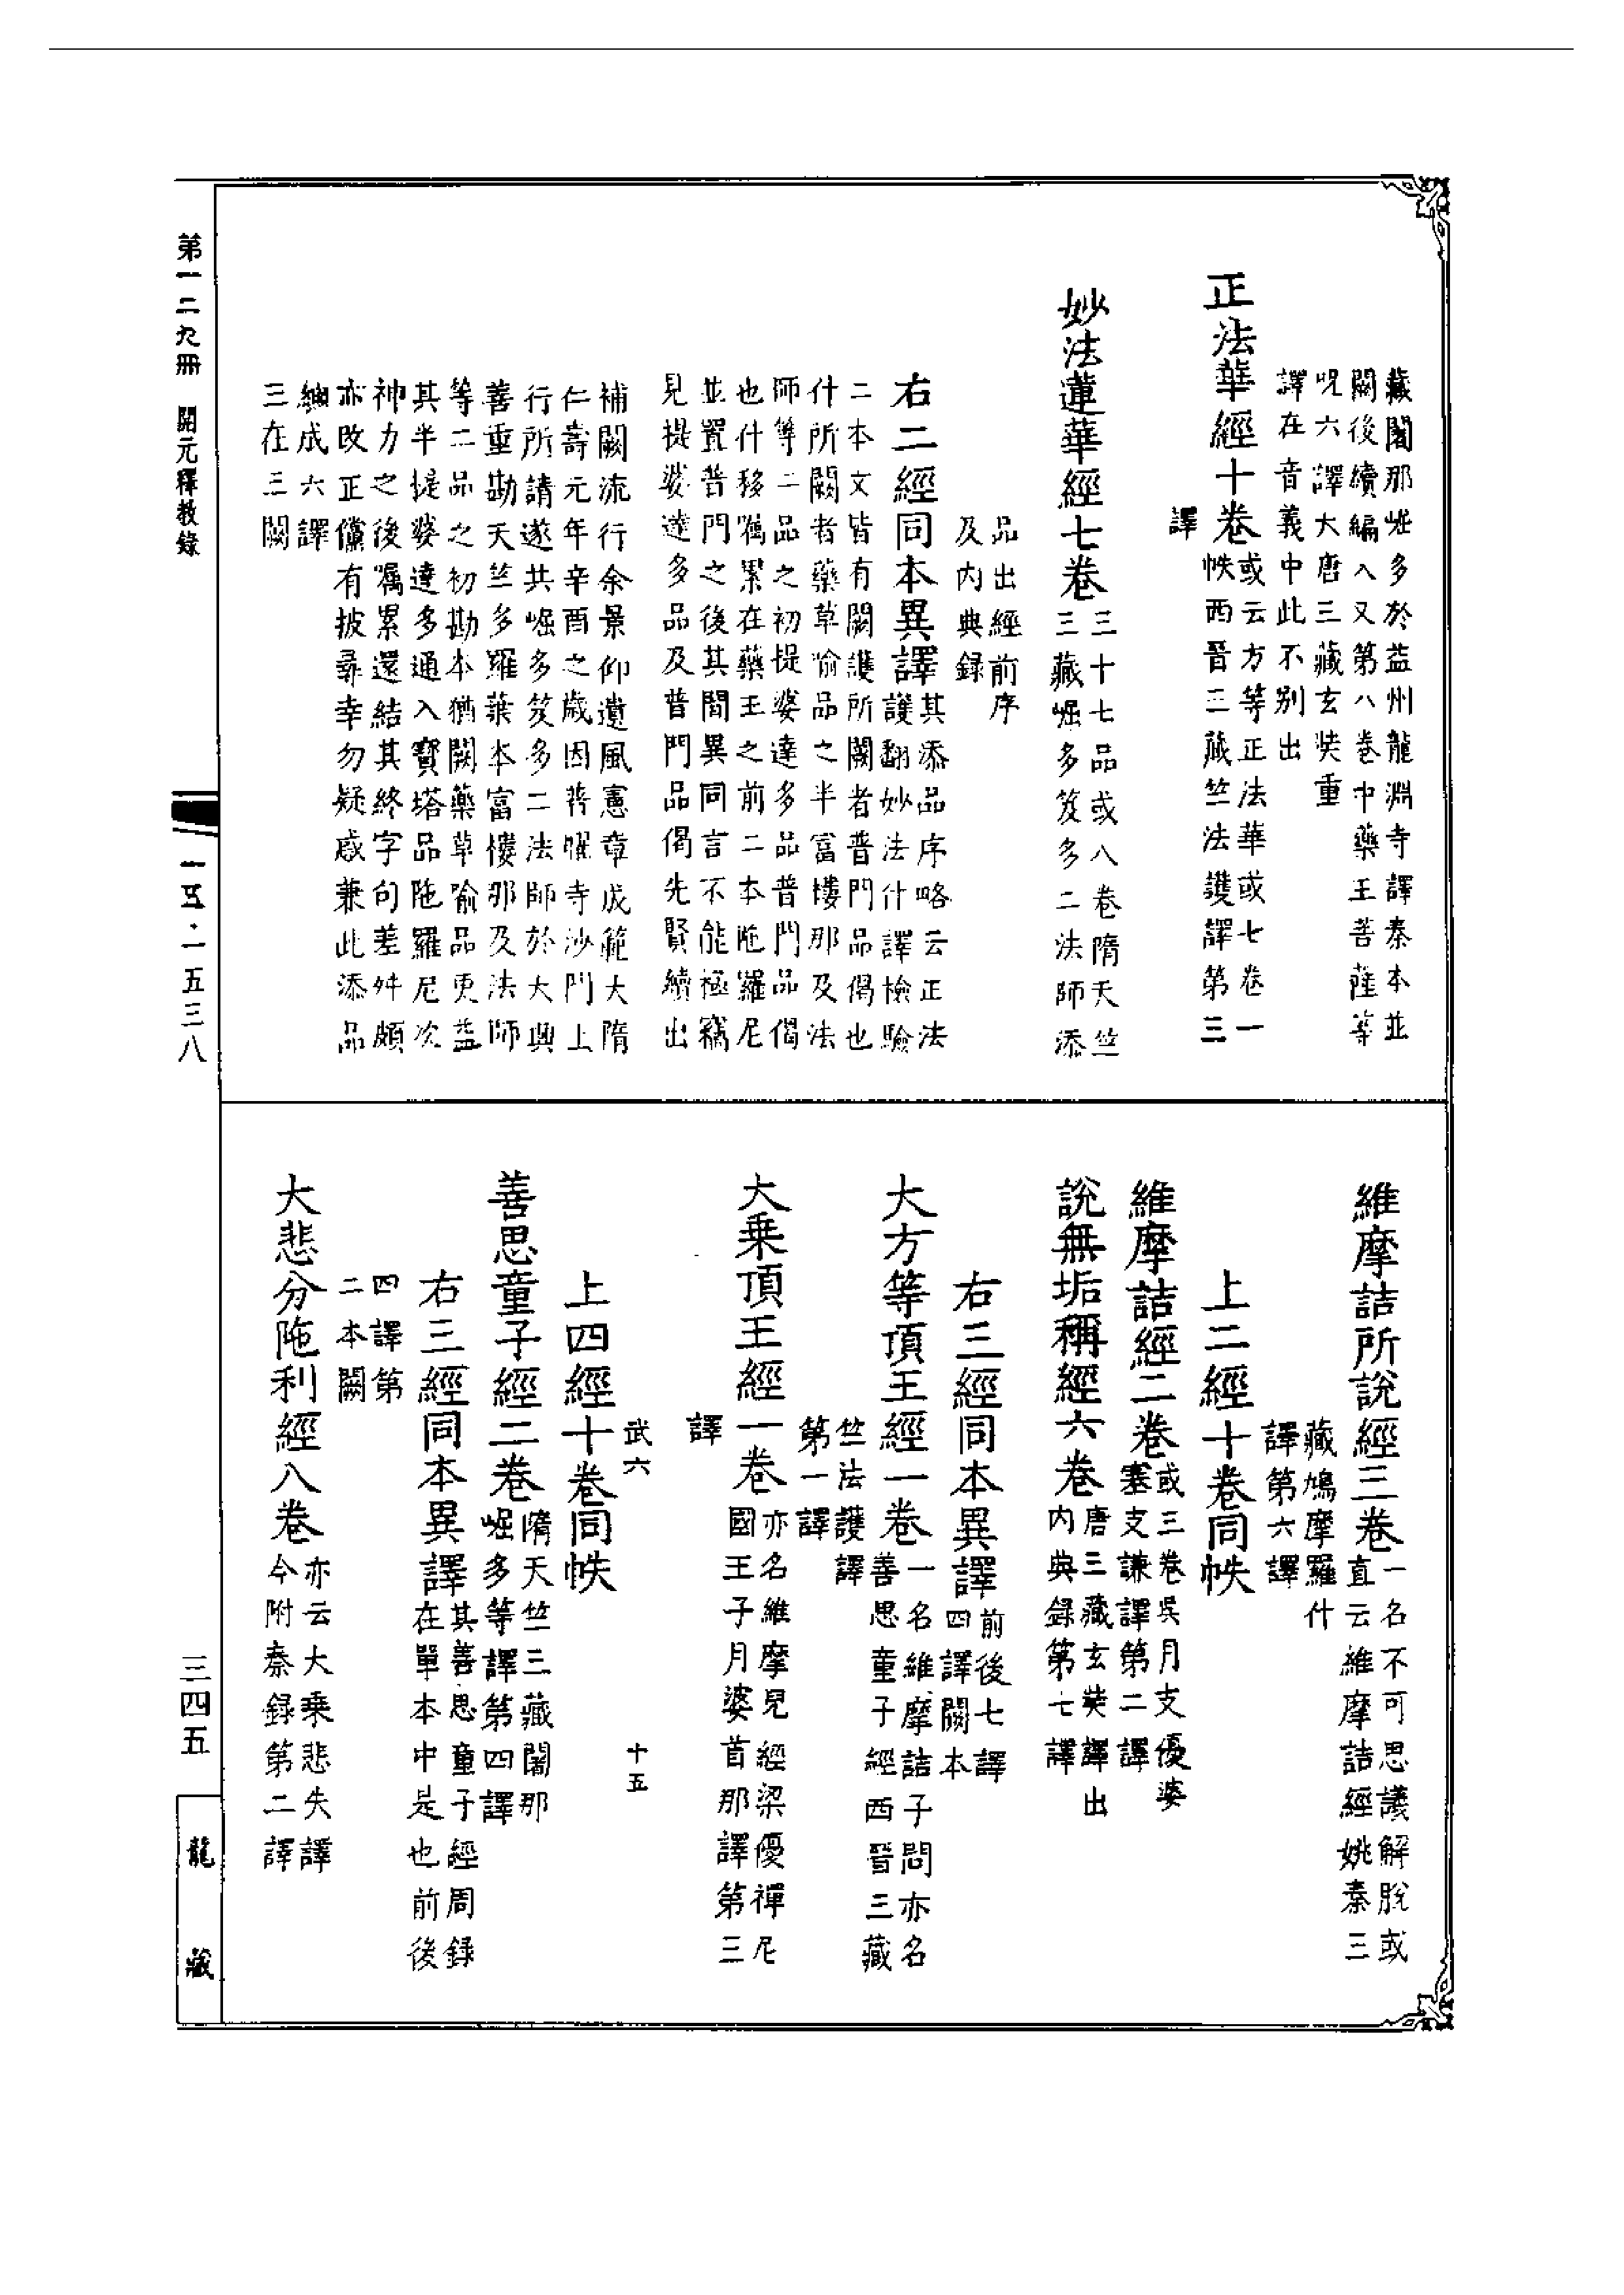 藏闍那崛多於益州龍淵寺譯秦本並
闕後續編入又第八卷中藥王菩薩等
呪六譯大唐三藏玄奘重
譯在音義中此不別出
正法華經十卷或云方等正法華或七卷一
帙西晉三藏竺法護譯第三
譯
妙法蓮華經七卷三十七品或八卷隋天竺
三藏崛多笈多二法師添
品出經前序
及内典録
右二經同本異譯其添品序略云正法
護翻妙法什譯檢驗
二本文皆有闕護所闕者普門品偈也
什所闕者藥草喻品之半富樓那及法
師等二品之初提婆達多品普門品偈
也什移囑累在藥王之前二本陁羅尼
並置普門之後其間異同言不能極竊
見提婆達多品及普門品偈先賢續出
補闕流行余景仰遺風憲章成範大隋
仁壽元年辛酉之歲因普曜寺沙門上
行所請遂共崛多笈多二法師於大興
善重勘天竺多羅葉本富樓那及法師
等二品之初勘本猶闕藥草喻品更益
其半提婆達多通入寶塔品陁羅尼次
神力之後囑累還結其終字句差舛頗
亦改正儻有披尋幸勿疑惑兼此添品
總成六譯
三在三闕
維摩詰所說經三卷一名不可思議解脫或
直云維摩詰經姚秦三
藏鳩摩羅什
譯第六譯
上二經十卷同帙
維摩詰經二卷或三卷吳月支優婆
塞支謙譯第二譯
說無垢稱經六卷唐三藏玄奘譯出
内典録第七譯
右三經同本異譯前後七譯
四譯闕本
大方等頂王經一卷一名維摩詰子問亦名
善思童子經西晉三藏
竺法護譯
第一譯
大乗頂王經一卷亦名維摩兒經梁優禪尼
國王子月婆首那譯第三
譯
武六 十五
上四經十卷同帙
善思童子經二卷隋天竺三藏闍那
崛多等譯第四譯
右三經同本異譯其善思童子經周録
在單本中是也前後
四譯第
二本闕
大悲分陁利經八卷亦云大乗悲失譯
今附秦録第二譯
第一二九冊 開元釋教錄
一五·一五三八
三四五
龍藏